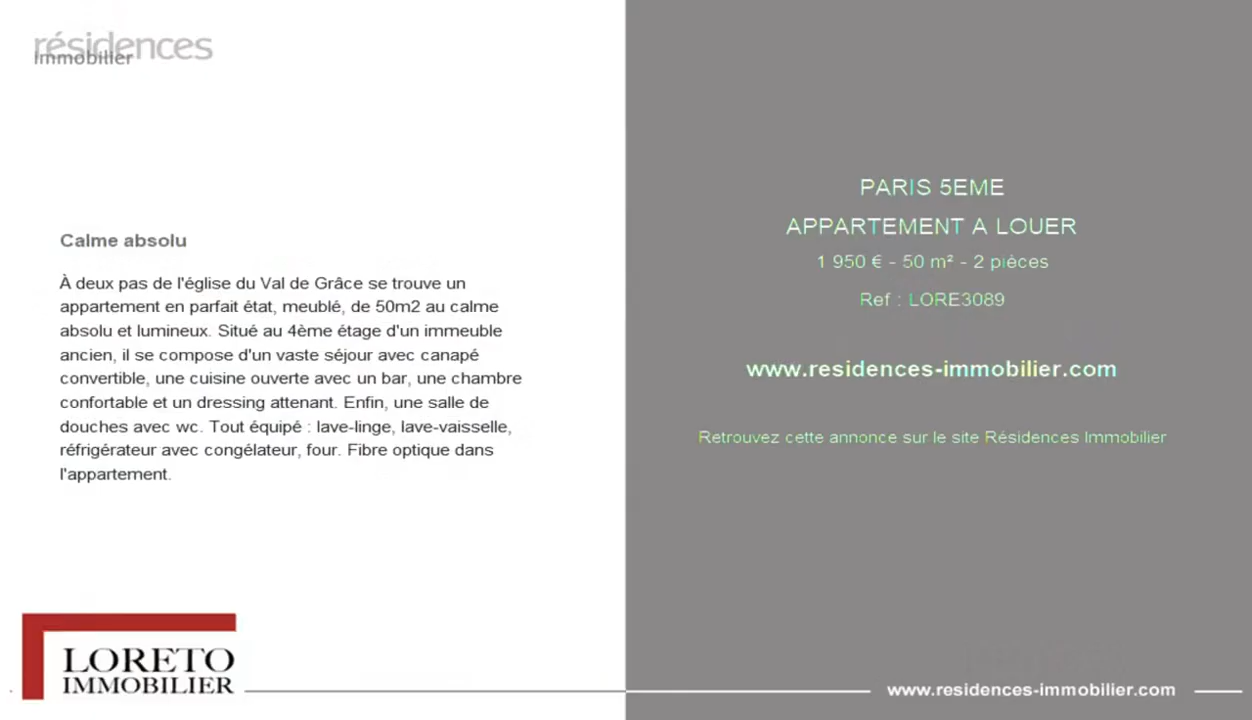 résidences
Immobilier
Calme absolu
À deux pas de l'église du Val de Grâce se trouve un
appartement en parfait état, meublé, de 50m2 au calme
absolu et lumineux. Situé au 4ème étage d'un immeuble
ancien, il se compose d'un vaste séjour avec canapé
convertible, une cuisine ouverte avec un bar, une chambre
confortable et un dressing attenant. Enfin, une salle de
douches avec wc. Tout équipé : lave-linge, lave-vaisselle,
réfrigérateur avec congélateur, four. Fibre optique dans
l'appartement.
LORETO
IMMOBILIER
PARIS 5EME
APPARTEMENT A LOUER
1 950 € - 50 m² - 2 pièces
Ref : LORE3089
www.residences-immobilier.com
Retrouvez cette annonce sur le site Résidences Immobilier
www.residences-immobilier.com